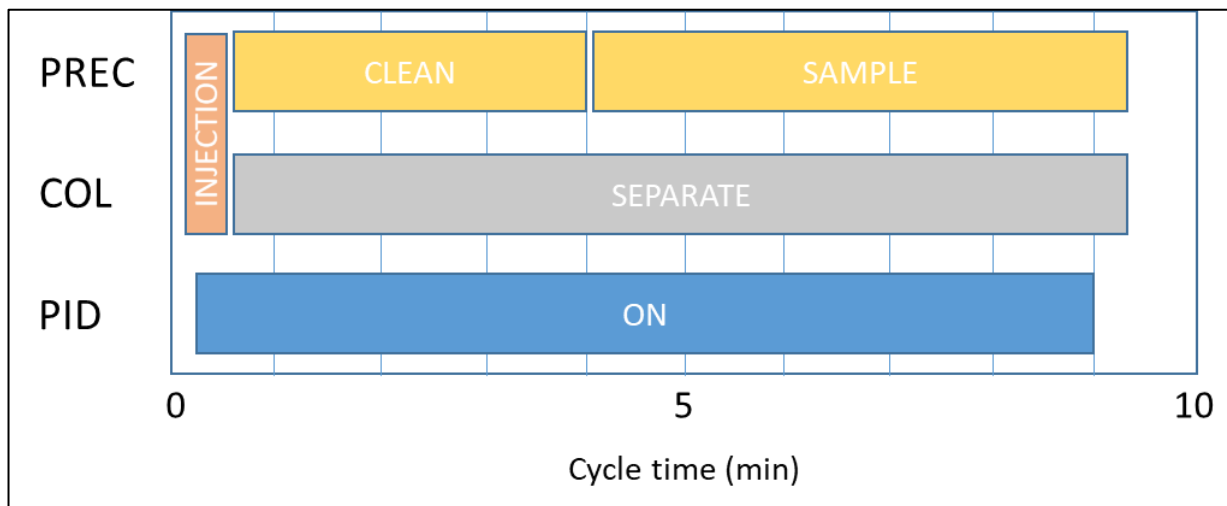 PREC
INJECTION
CLEAN
SAMPLE
COL
SEPARATE
PID
ON
0
5
10
Cycle time (min)